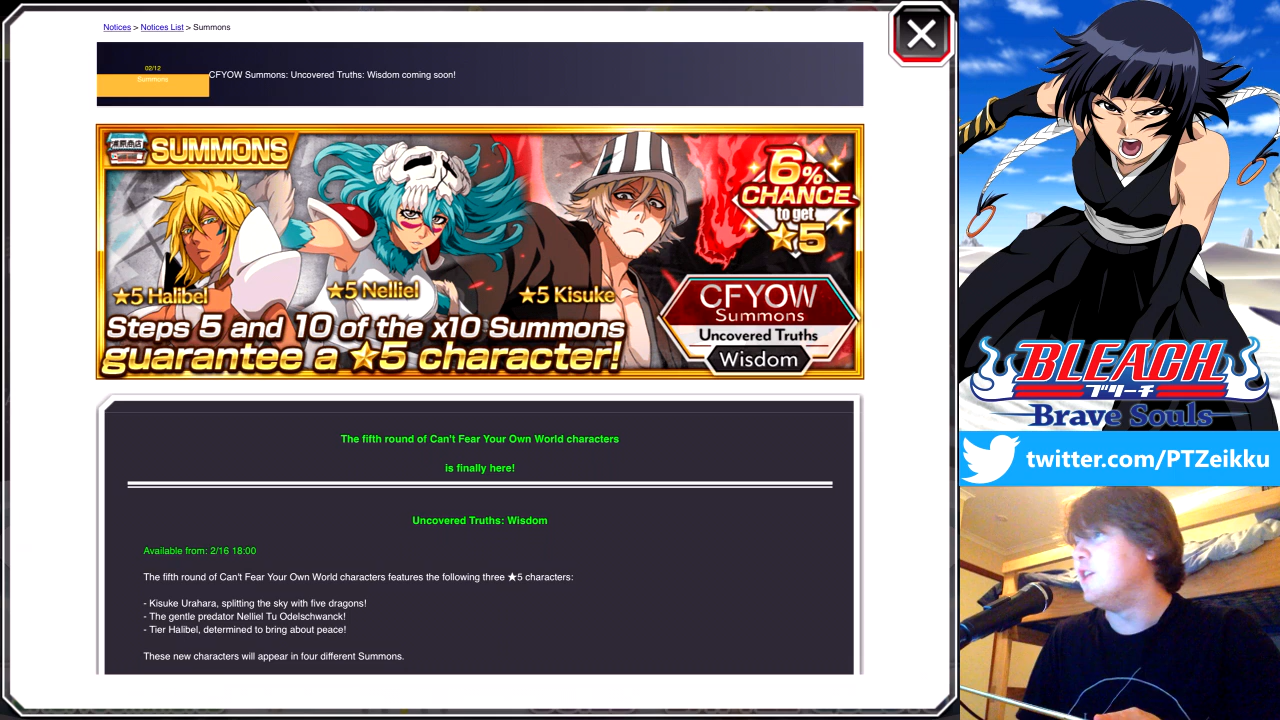 Notices > Notices List > Summons
02/12
Summons
CFYOW Summons: Uncovered Truths: Wisdom coming soon!
浦原商店
SUMMONS
6%
CHANCE
to get
★5
★5 Halibel
★5 Nelliel
★5 Kisuke
CFYOW
Summons
Uncovered Truths
Wisdom
Steps 5 and 10 of the x10 Summons
guarantee a ★5 character!
The fifth round of Can't Fear Your Own World characters
is finally here!
Uncovered Truths: Wisdom
Available from: 2/16 18:00
The fifth round of Can't Fear Your Own World characters features the following three ★5 characters:
- Kisuke Urahara, splitting the sky with five dragons!
- The gentle predator Nelliel Tu Odelschwanck!
- Tier Halibel, determined to bring about peace!
These new characters will appear in four different Summons.
BLEACH
ブリーチ
Brave Souls
twitter.com/PTZeikku